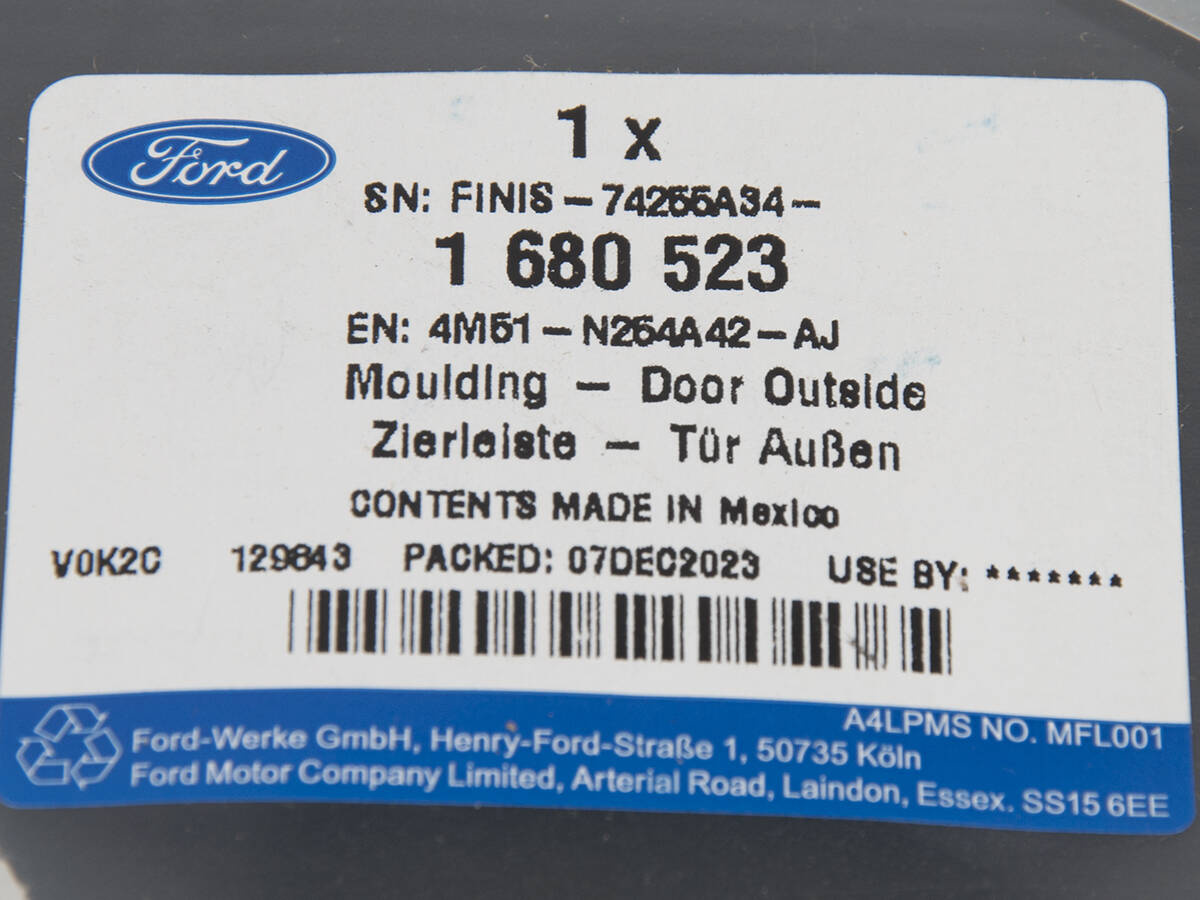 Ford
1 x
SN: FINIS - 74255A34 -
1 680 523
EN: 4M51 - N254A42 - AJ
Moulding - Door Outside
Zierleiste - Tür Außen
CONTENTS MADE IN Mexico
V0K2C 129843 PACKED: 07DEC2023 USE BY: *******
A4LPMS NO. MFL001
Ford-Werke GmbH, Henry-Ford-Straße 1, 50735 Köln
Ford Motor Company Limited, Arterial Road, Laindon, Essex. SS15 6EE